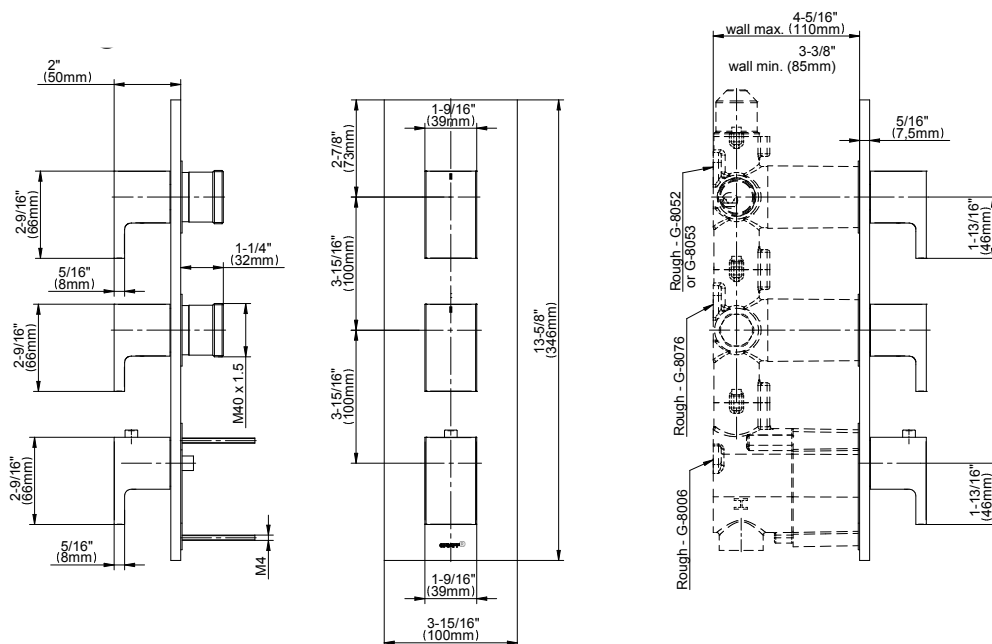 2"
(50mm)
2-9/16"
(66mm)
1-1/4"
(32mm)
5/16"
(8mm)
2-9/16"
(66mm)
M40 x 1.5
2-9/16"
(66mm)
5/16"
(8mm)
M4
1-9/16"
(39mm)
2-7/8"
(73mm)
3-15/16"
(100mm)
3-15/16"
(100mm)
13-5/8"
(346mm)
GRAFF
1-9/16"
(39mm)
3-15/16"
(100mm)
4-5/16"
wall max. (110mm)
3-3/8"
wall min. (85mm)
5/16"
(7,5mm)
Rough - G-8052
or G-8053
1-13/16"
(46mm)
Rough - G-8076
Rough - G-8006
1-13/16"
(46mm)